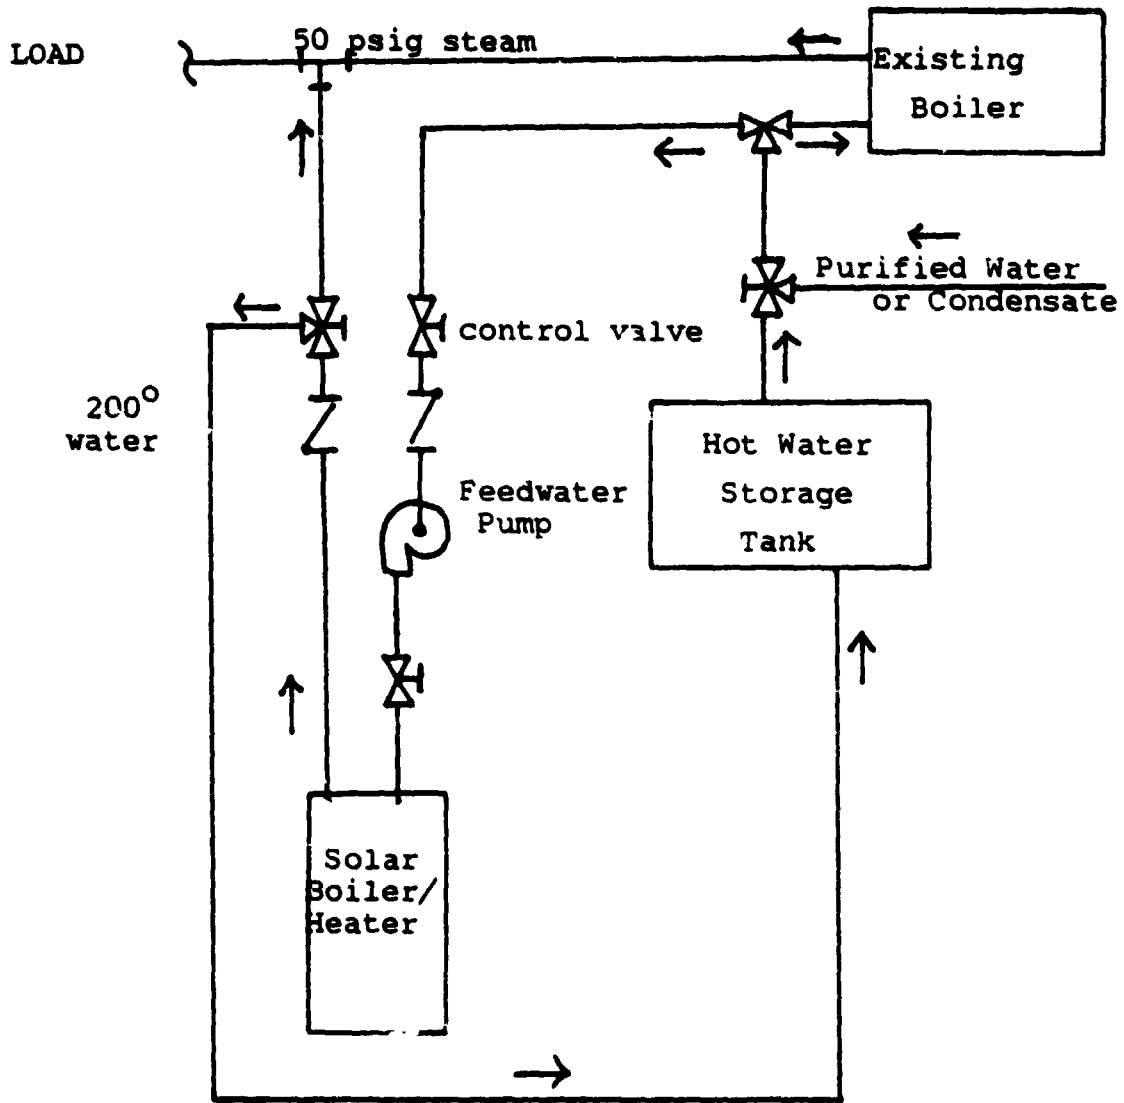 LOAD
50 psig steam
Existing
Boiler
Purified Water
or Condensate
control valve
200°
water
Hot Water
Storage
Tank
Feedwater
Pump
Solar
Boiler/
Heater